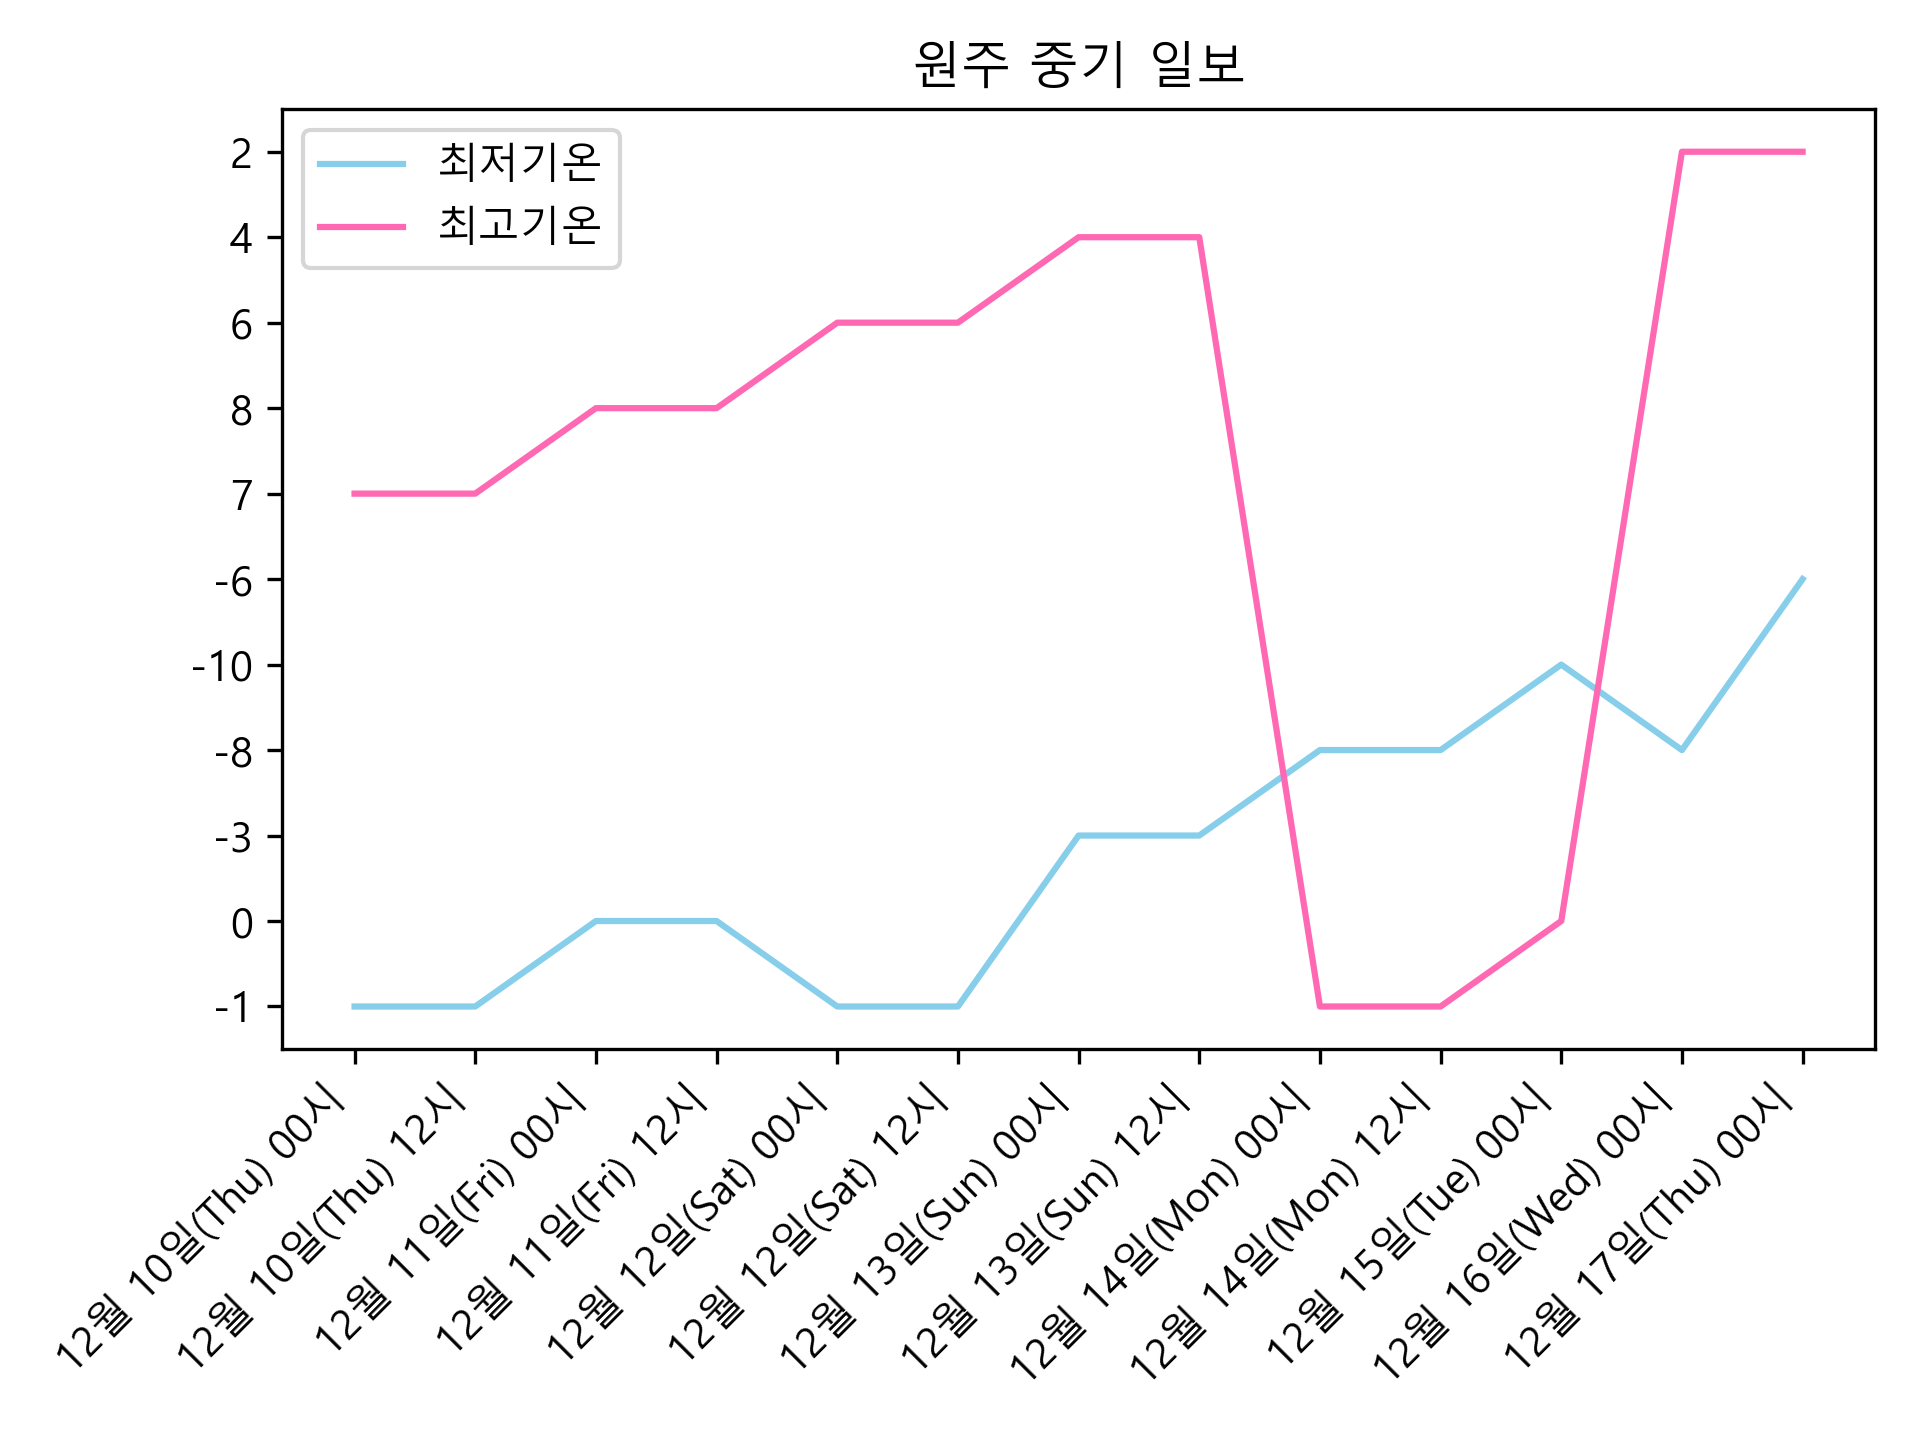 원주 중기 일보
최저기온
최고기온
2
4
6
8
7
-6
-10
-8
-3
0
-1
12월 10일(Thu) 00시
12월 10일(Thu) 12시
12월 11일(Fri) 00시
12월 11일(Fri) 12시
12월 12일(Sat) 00시
12월 12일(Sat) 12시
12월 13일(Sun) 00시
12월 13일(Sun) 12시
12월 14일(Mon) 00시
12월 14일(Mon) 12시
12월 15일(Tue) 00시
12월 16일(Wed) 00시
12월 17일(Thu) 00시